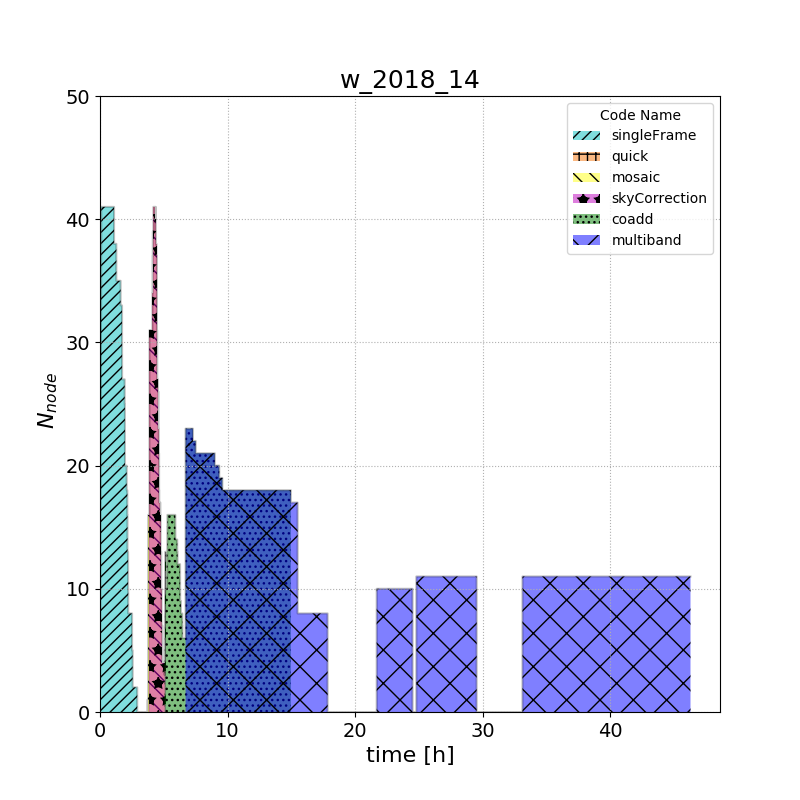 w_2018_14
50
40
30
20
10
0
N_node
0 10 20 30 40
time [h]
Code Name
singleFrame
quick
mosaic
skyCorrection
coadd
multiband